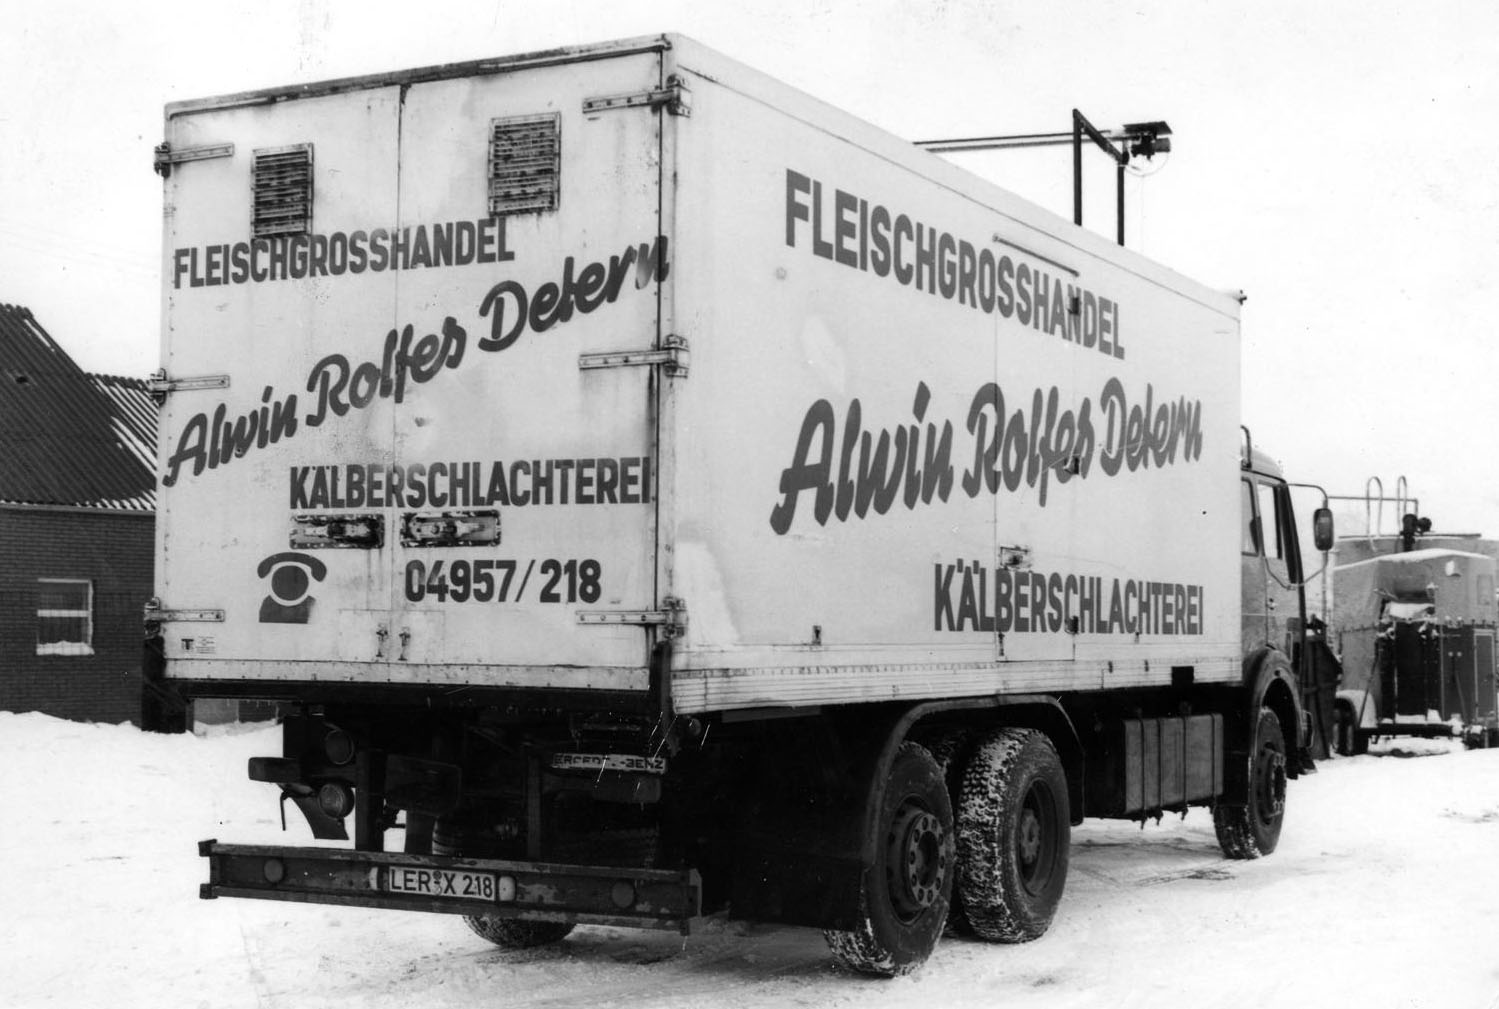 FLEISCHGROSSHANDEL
Alwin Rolfes Detern
KÄLBERSCHLACHTEREI
04957/218
LER X 218
FLEISCHGROSSHANDEL
Alwin Rolfes Detern
KÄLBERSCHLACHTEREI